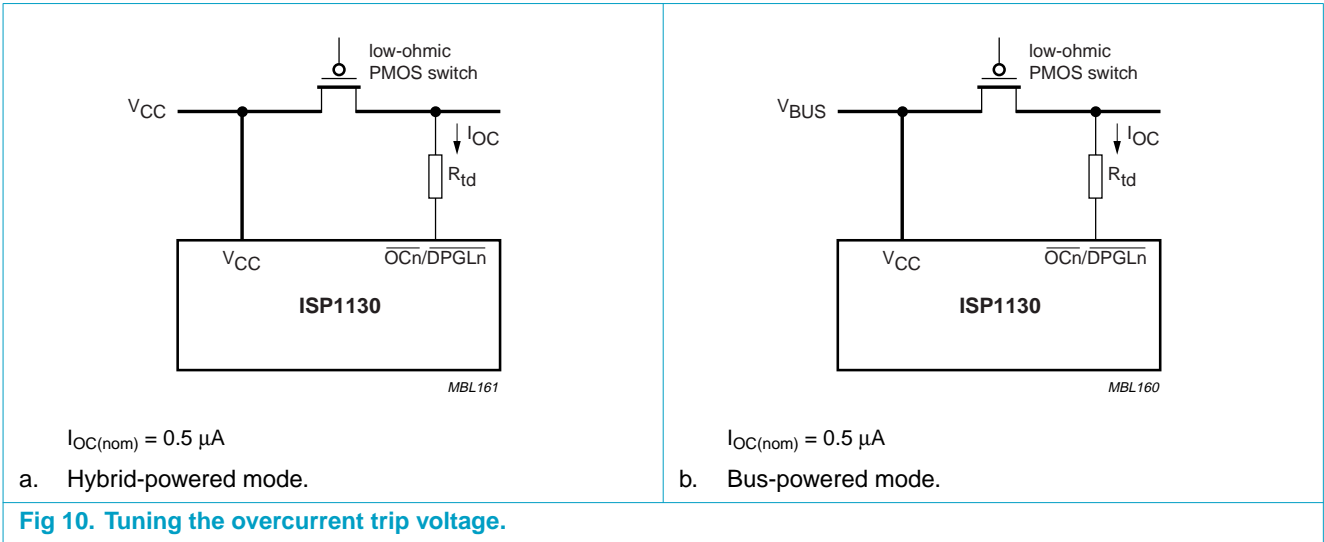 low-ohmic
PMOS switch
VCC
IOC
Rtd
VCC
OCn/DPGLn
ISP1130
MBL161
IOC(nom) = 0.5 μA
a. Hybrid-powered mode.
low-ohmic
PMOS switch
VBUS
IOC
Rtd
VCC
OCn/DPGLn
ISP1130
MBL160
IOC(nom) = 0.5 μA
b. Bus-powered mode.
Fig 10. Tuning the overcurrent trip voltage.